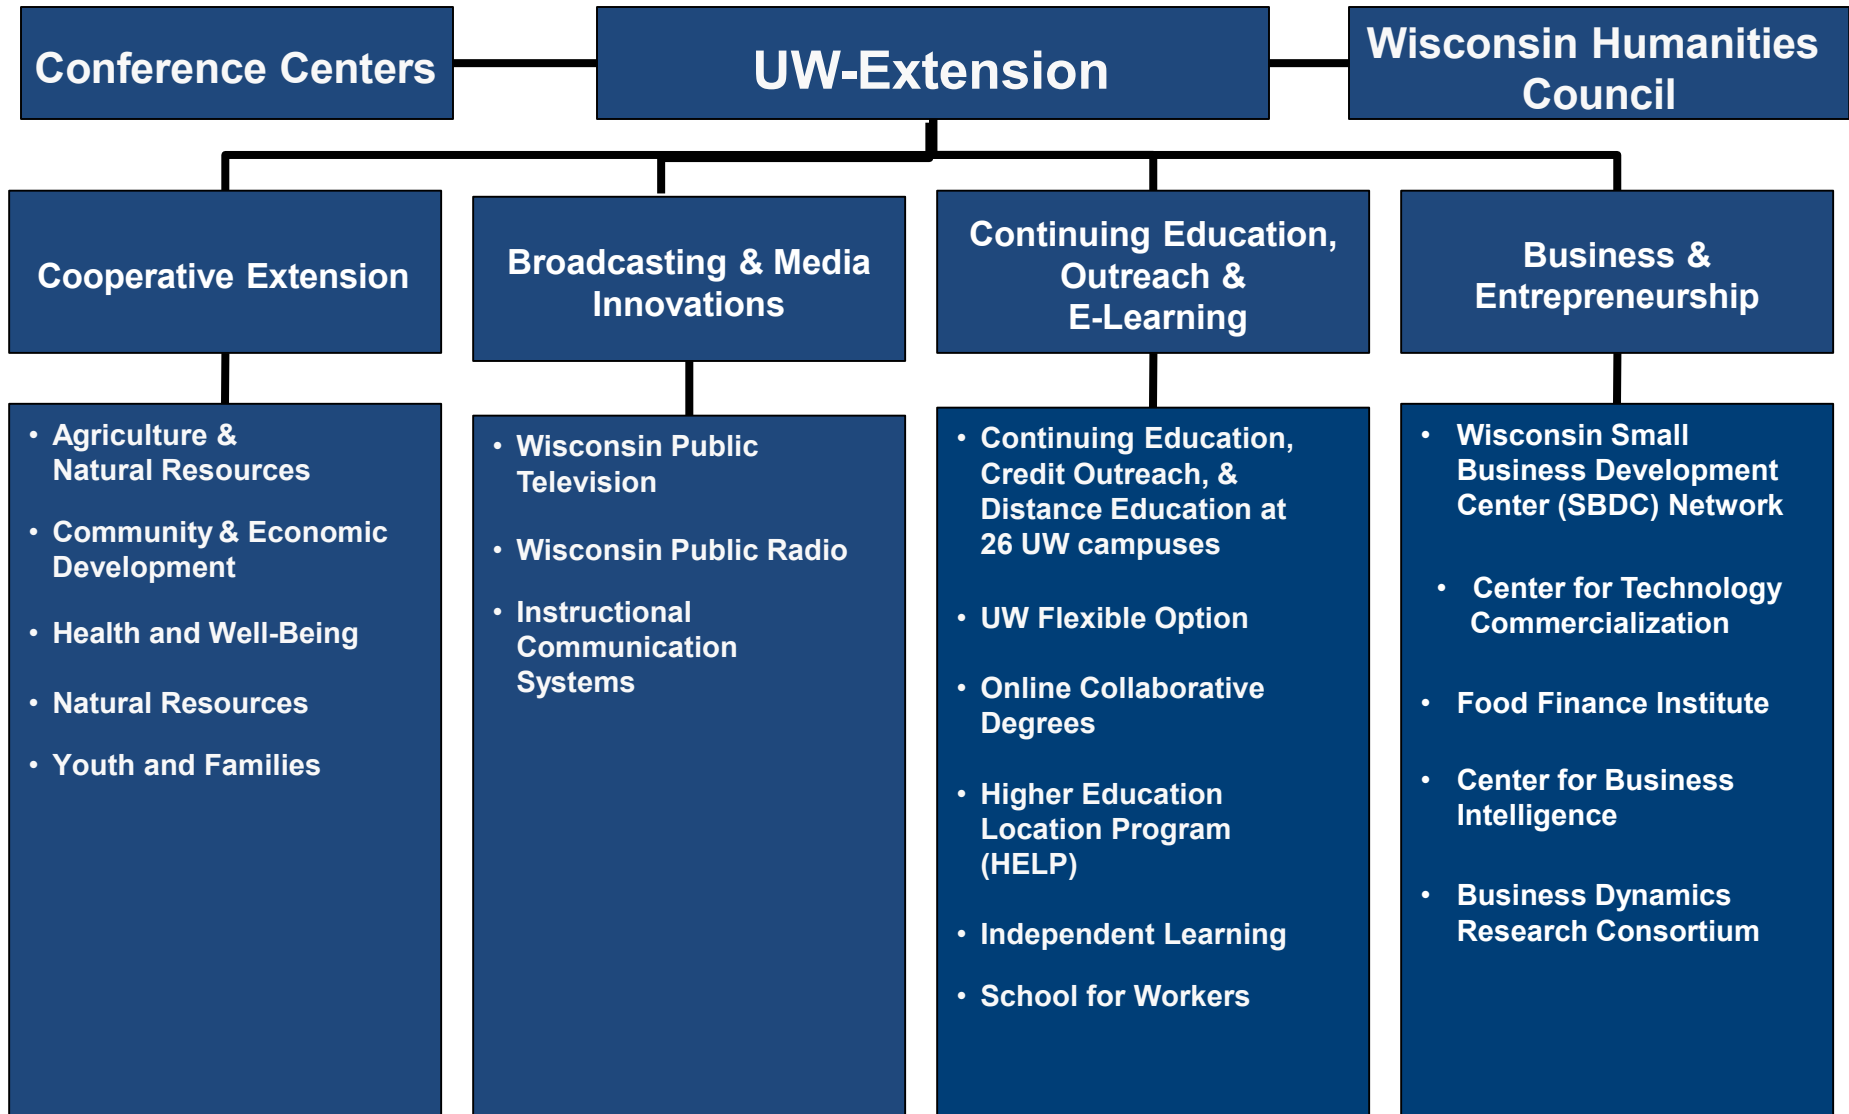 Conference Centers
UW-Extension
Wisconsin Humanities
Council
Cooperative Extension
Broadcasting & Media
Innovations
Continuing Education,
Outreach &
E-Learning
Business &
Entrepreneurship
• Agriculture &
Natural Resources
• Community & Economic
Development
• Health and Well-Being
• Natural Resources
• Youth and Families
• Wisconsin Public
Television
• Wisconsin Public Radio
• Instructional
Communication
Systems
• Continuing Education,
Credit Outreach, &
Distance Education at
26 UW campuses
• UW Flexible Option
• Online Collaborative
Degrees
• Higher Education
Location Program
(HELP)
• Independent Learning
• School for Workers
• Wisconsin Small
Business Development
Center (SBDC) Network
• Center for Technology
Commercialization
• Food Finance Institute
• Center for Business
Intelligence
• Business Dynamics
Research Consortium